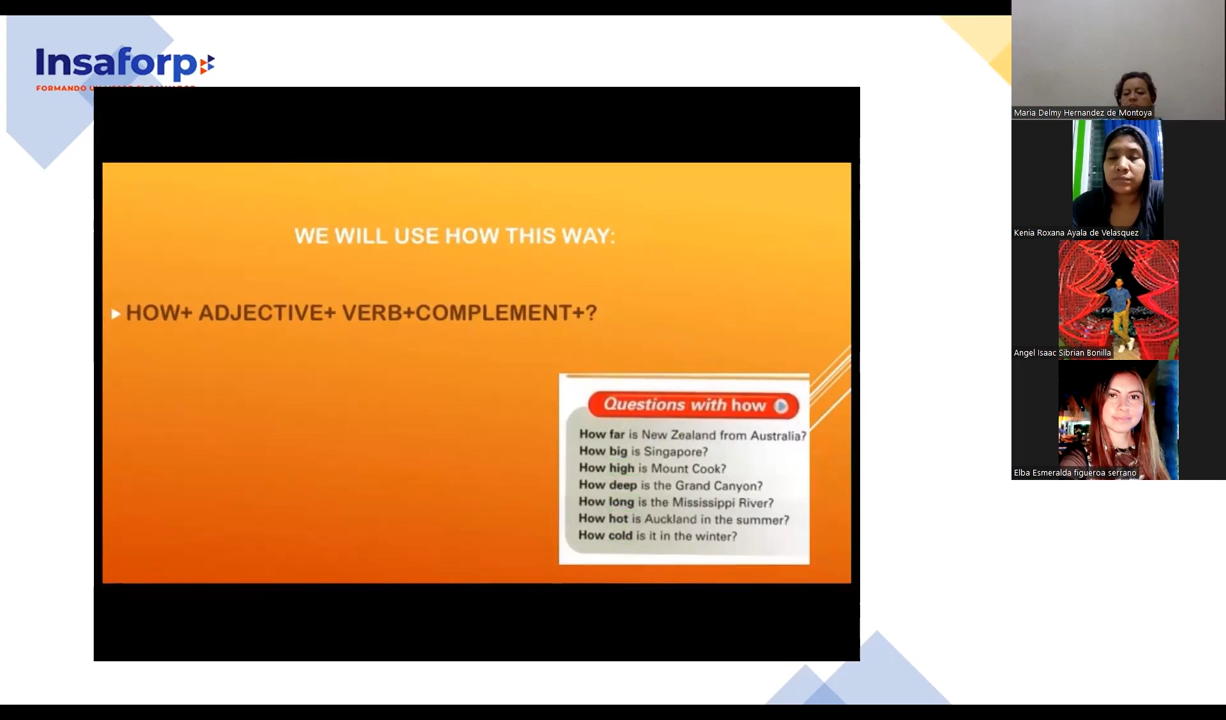 Insaforp
WE WILL USE HOW THIS WAY:
HOW+ ADJECTIVE+ VERB+COMPLEMENT+?
Questions with how
How far is New Zealand from Australia?
How big is Singapore?
How high is Mount Cook?
How deep is the Grand Canyon?
How long is the Mississippi River?
How hot is Auckland in the summer?
How cold is it in the winter?
Maria Delmy Hernandez de Montoya
Kenia Roxana Ayala de Velasquez
Angel Isaac Sibrian Bonilla
Elba Esmeralda figueroa serrano